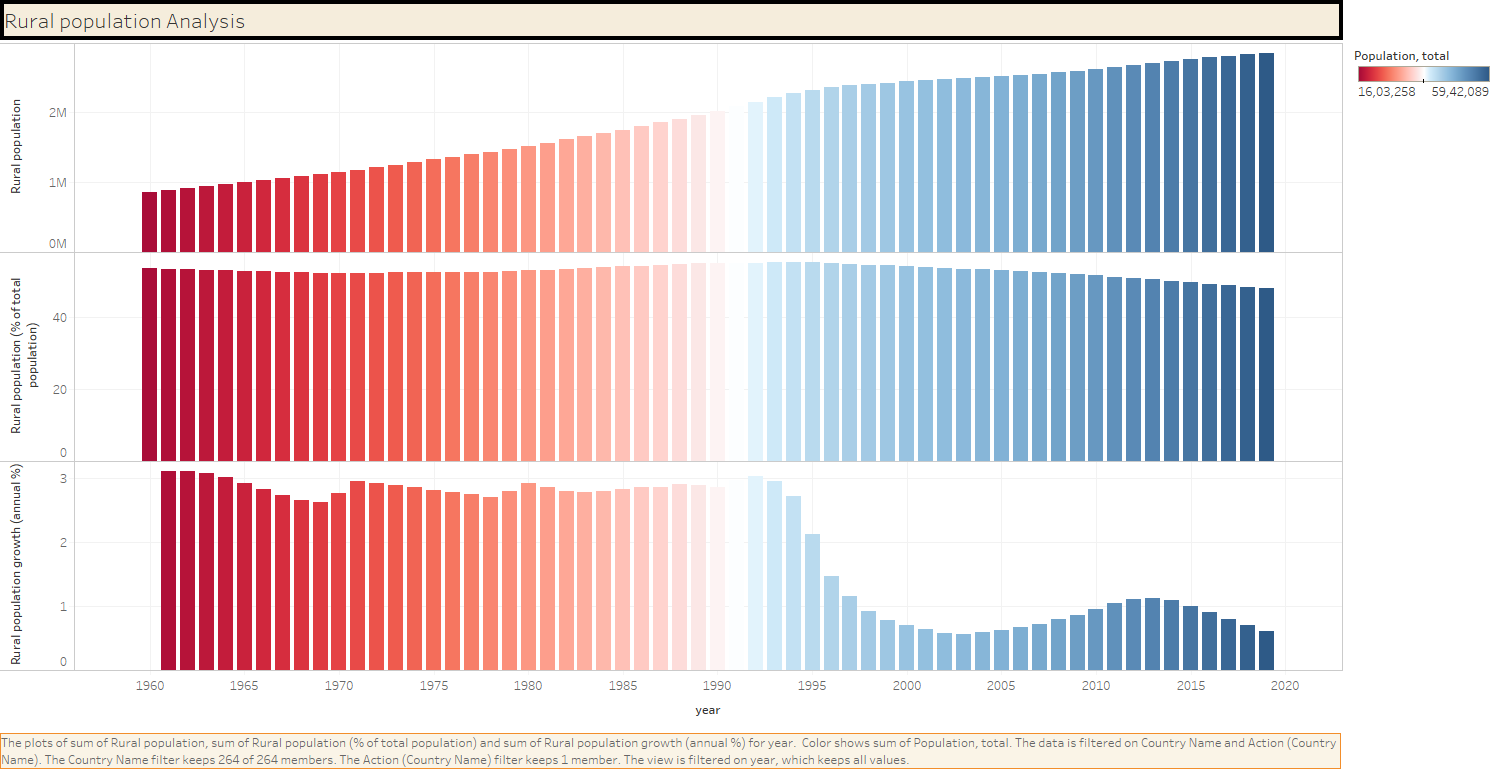 Rural population Analysis
Population, total
16,03,258 59,42,089
Rural population
2M
1M
0M
Rural population (% of total
population)
40
20
0
Rural population growth (annual %)
3
2
1
0
1960 1965 1970 1975 1980 1985 1990 1995 2000 2005 2010 2015 2020
year
The plots of sum of Rural population, sum of Rural population (% of total population) and sum of Rural population growth (annual %) for year.  Color shows sum of Population, total. The data is filtered on Country Name and Action (Country
Name). The Country Name filter keeps 264 of 264 members. The Action (Country Name) filter keeps 1 member. The view is filtered on year, which keeps all values.